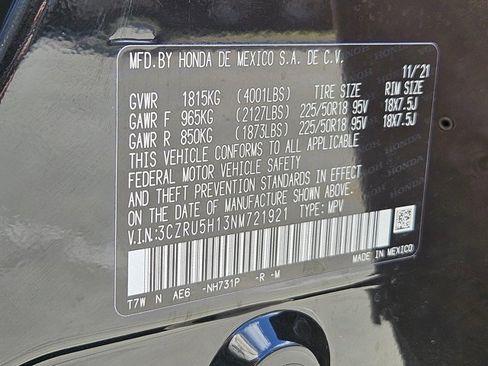 MFD.BY HONDA DE MEXICO S.A. DE C.V.
11/'21
GVWR 1815KG (4001LBS) TIRE SIZE RIM SIZE
GAWR F 965KG (2127LBS) 225/50R18 95V 18X7.5J
GAWR R 850KG (1873LBS) 225/50R18 95V 18X7.5J
THIS VEHICLE CONFORMS TO ALL APPLICABLE
FEDERAL MOTOR VEHICLE SAFETY
AND THEFT PREVENTION STANDARDS IN EFFECT
ON THE DATE OF MANUFACTURE SHOWN ABOVE.
V.I.N.:3CZRU5H13NM721921 TYPE: MPV
MADE IN MEXICO
T7W N AE6 -NH731P -R -M